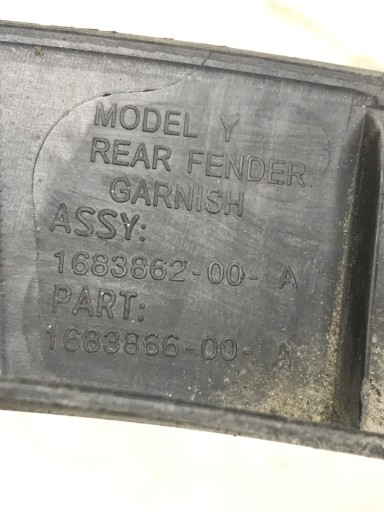 MODEL Y
REAR FENDER
GARNISH
ASSY:
1683862-00-A
PART:
1683866-00-A